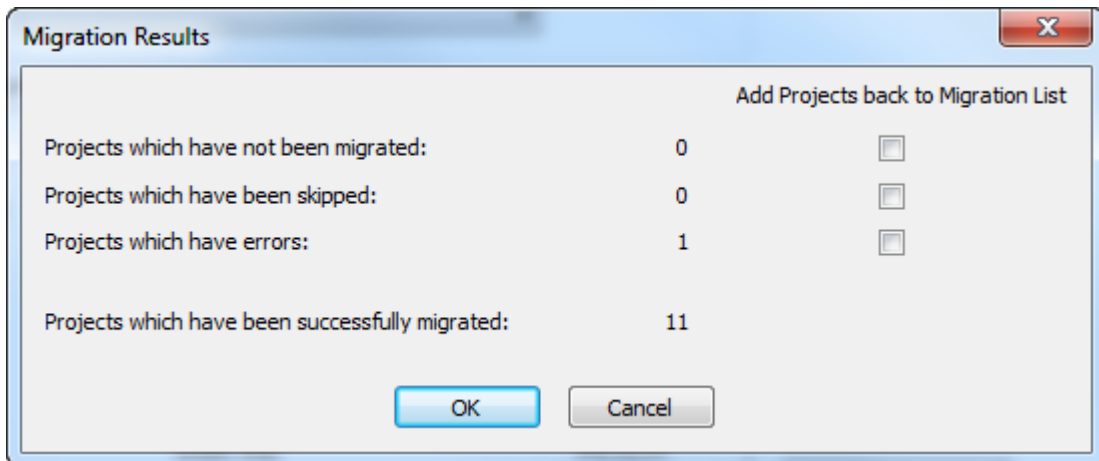 Migration Results
Add Projects back to Migration List
Projects which have not been migrated: 0
Projects which have been skipped: 0
Projects which have errors: 1
Projects which have been successfully migrated: 11
OK Cancel